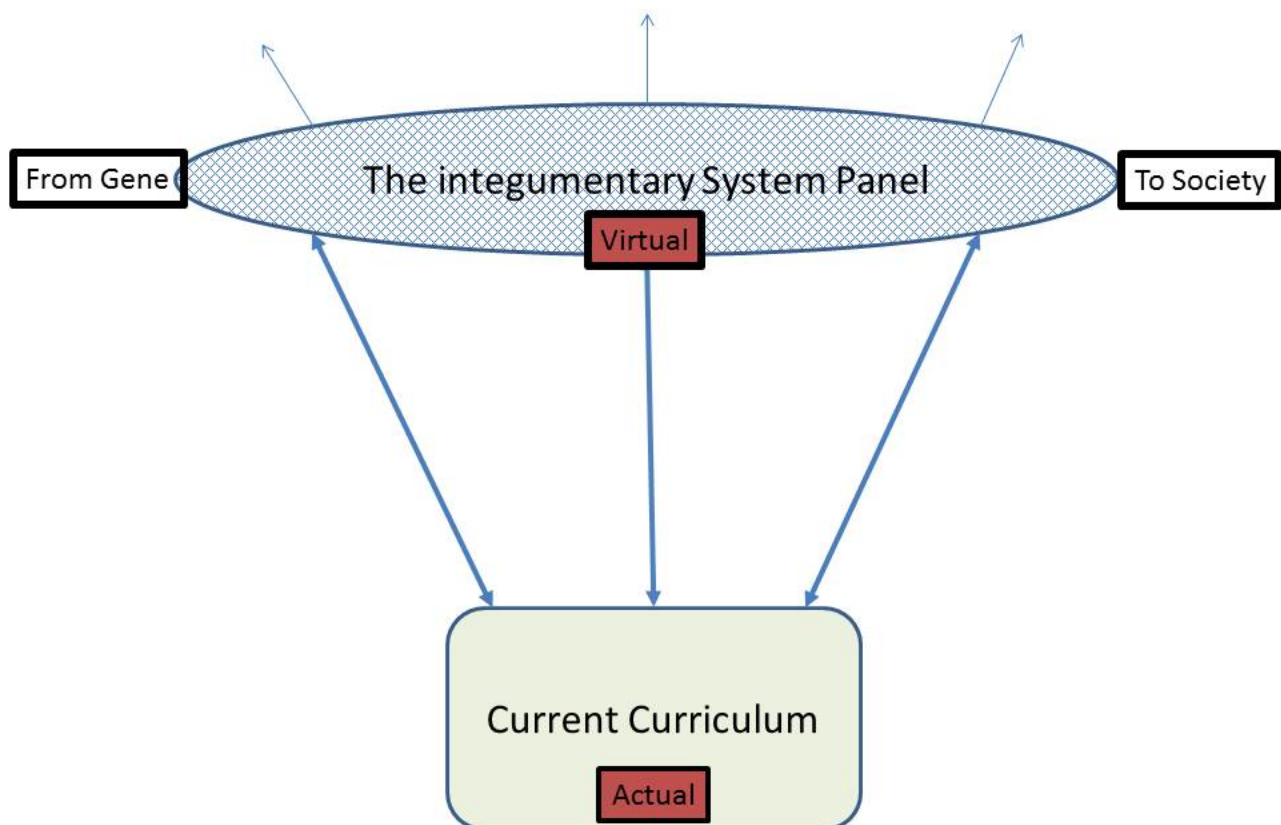 From Gene
The integumentary System Panel
To Society
Virtual
Current Curriculum
Actual